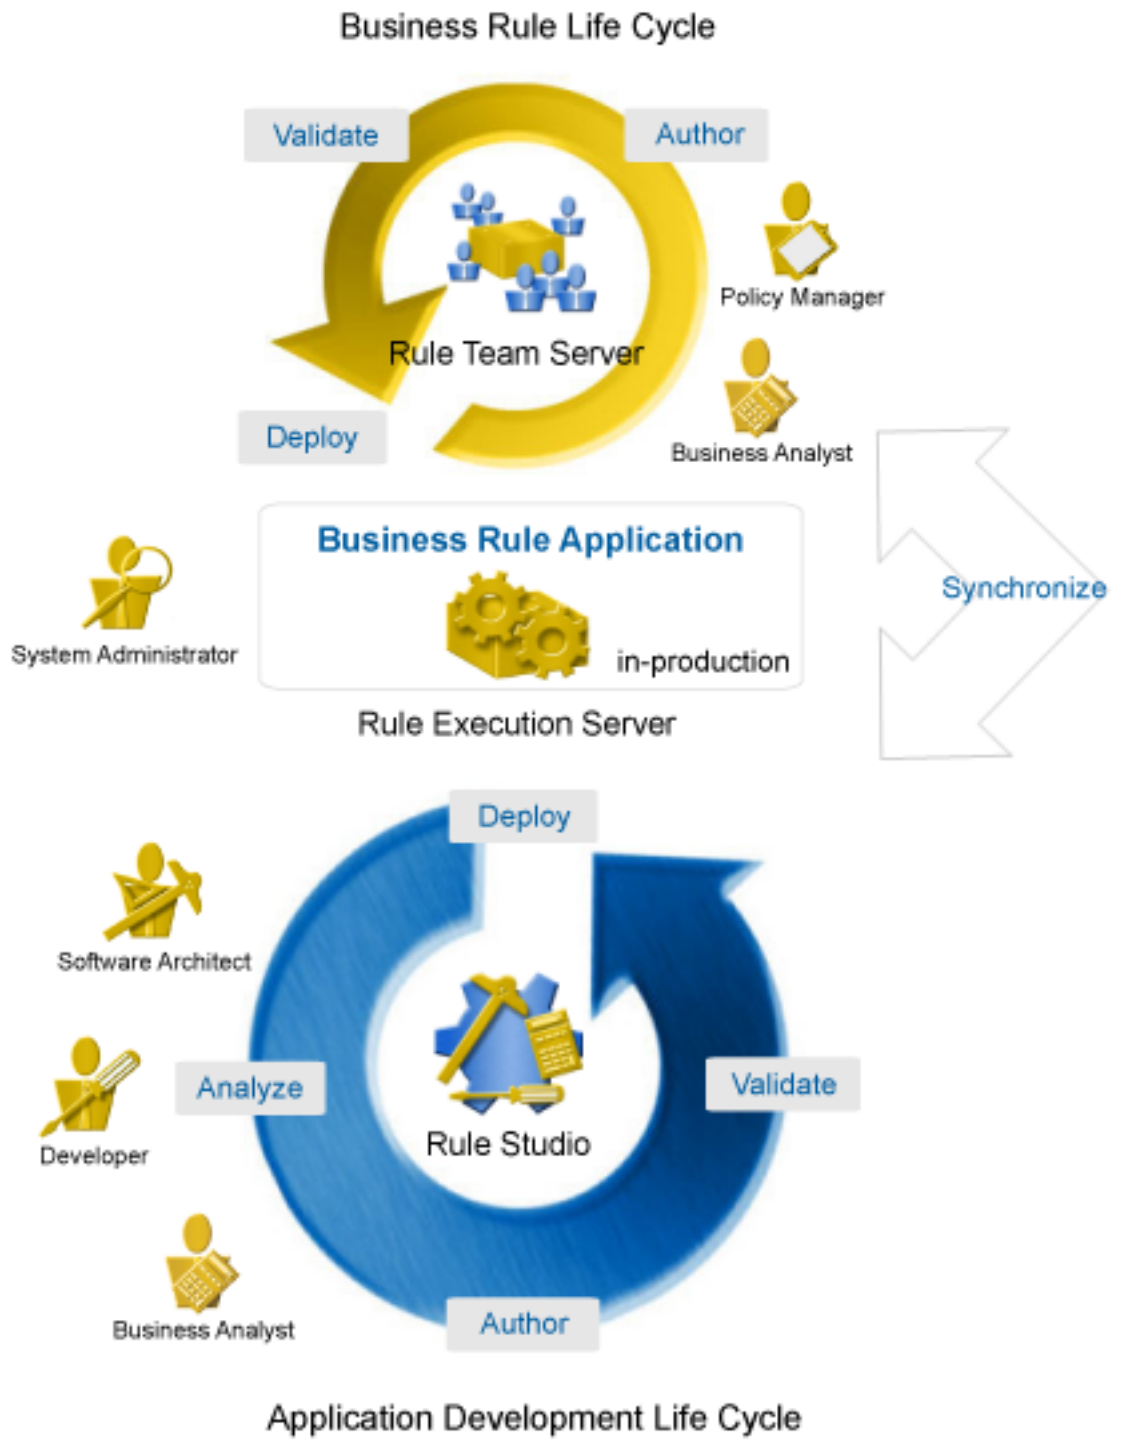 Business Rule Life Cycle
Validate
Author
Policy Manager
Rule Team Server
Deploy
Business Analyst
Business Rule Application
Synchronize
System Administrator
in-production
Rule Execution Server
Deploy
Software Architect
Analyze
Validate
Rule Studio
Developer
Author
Business Analyst
Application Development Life Cycle